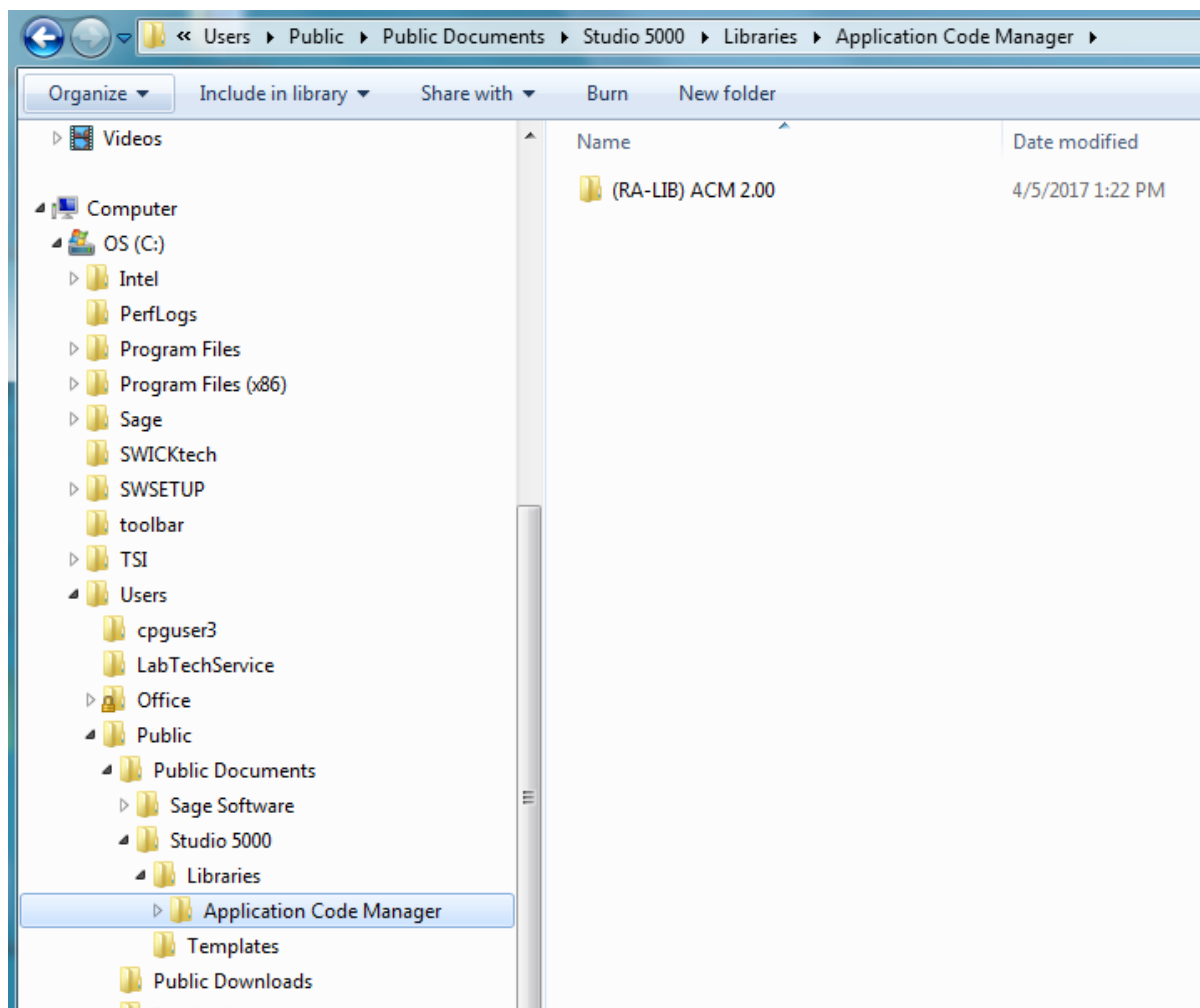 « Users Public Public Documents Studio 5000 Libraries Application Code Manager
Organize Include in library Share with Burn New folder
Videos
Computer
OS (C:)
Intel
PerfLogs
Program Files
Program Files (x86)
Sage
SWICKtech
SWSETUP
toolbar
TSI
Users
cpguser3
LabTechService
Office
Public
Public Documents
Sage Software
Studio 5000
Libraries
Application Code Manager
Templates
Public Downloads
Name Date modified
(RA-LIB) ACM 2.00 4/5/2017 1:22 PM